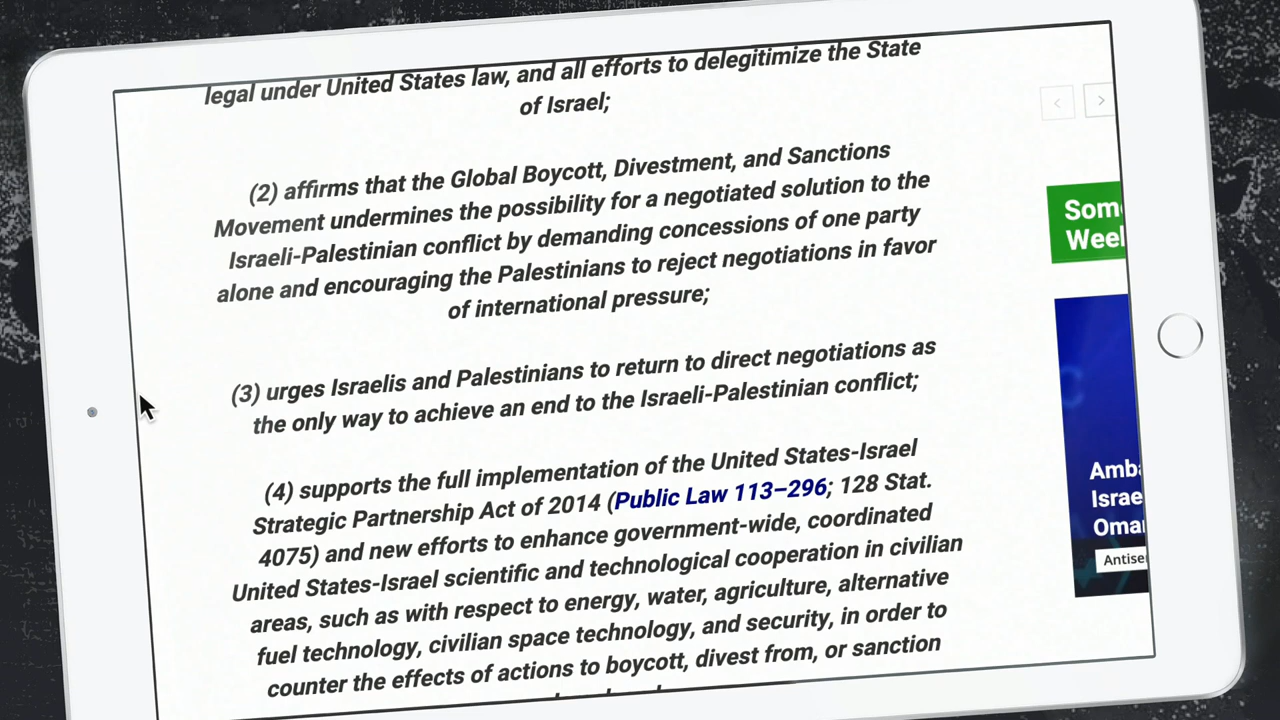 legal under United States law, and all efforts to delegitimize the State
of Israel;
(2) affirms that the Global Boycott, Divestment, and Sanctions
Movement undermines the possibility for a negotiated solution to the
Israeli-Palestinian conflict by demanding concessions of one party
alone and encouraging the Palestinians to reject negotiations in favor
of international pressure;
(3) urges Israelis and Palestinians to return to direct negotiations as
the only way to achieve an end to the Israeli-Palestinian conflict;
(4) supports the full implementation of the United States-Israel
Strategic Partnership Act of 2014 (Public Law 113–296; 128 Stat.
4075) and new efforts to enhance government-wide, coordinated
United States-Israel scientific and technological cooperation in civilian
areas, such as with respect to energy, water, agriculture, alternative
fuel technology, civilian space technology, and security, in order to
counter the effects of actions to boycott, divest from, or sanction
Som
Wee
Amb
Israe
Oma
Antise